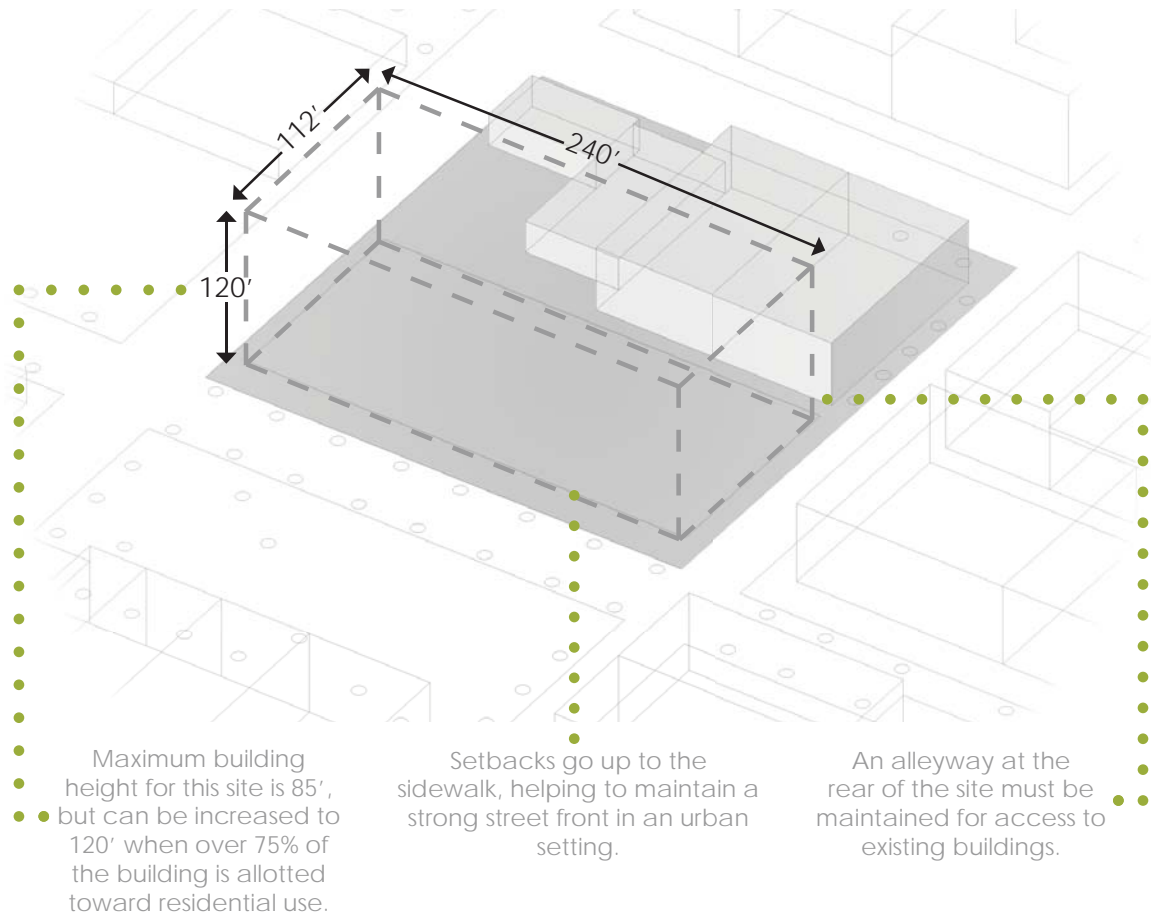 112′
240′
120′
Maximum building
height for this site is 85′,
but can be increased to
120′ when over 75% of
the building is allotted
toward residential use.
Setbacks go up to the
sidewalk, helping to maintain a
strong street front in an urban
setting.
An alleyway at the
rear of the site must be
maintained for access to
existing buildings.